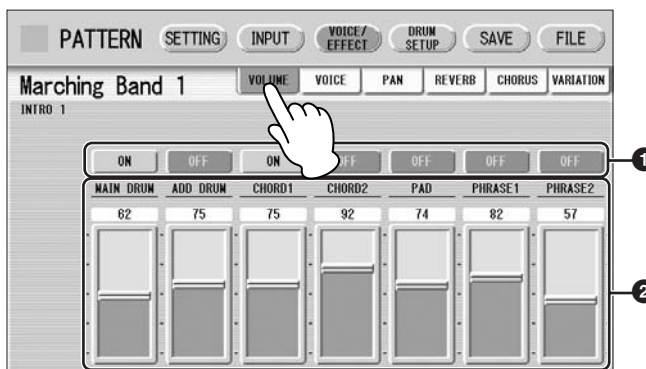 PATTERN SETTING INPUT VOICE/ EFFECT DRUM SETUP SAVE FILE
Marching Band 1 VOLUME VOICE PAN REVERB CHORUS VARIATION
INTRO 1
ON OFF ON OFF OFF OFF OFF 1
MAIN DRUM ADD DRUM CHORD1 CHORD2 PAD PHRASE1 PHRASE2
62 75 75 92 74 82 57
2